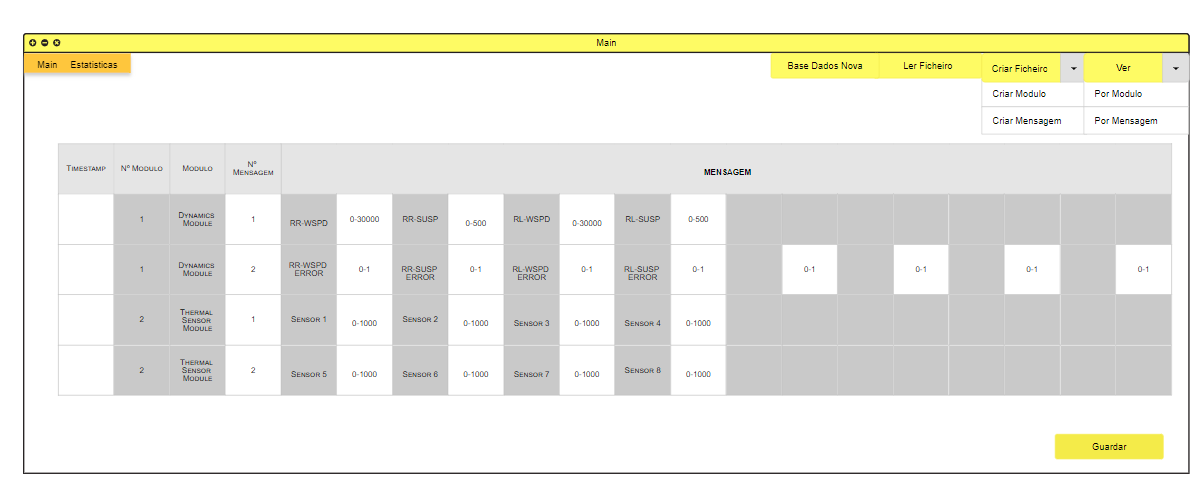 Main
Main Estatisticas Base Dados Nova Ler Ficheiro Criar Ficheiro Ver
Criar Modulo Por Modulo
Criar Mensagem Por Mensagem
Timestamp Nº Modulo Modulo Nº Mensagem MENSAGEM
1 Dynamics Module 1 RR-WSPD 0-30000 RR-SUSP 0-500 RL-WSPD 0-30000 RL-SUSP 0-500
1 Dynamics Module 2 RR-WSPD ERROR 0-1 RR-SUSP ERROR 0-1 RL-WSPD ERROR 0-1 RL-SUSP ERROR 0-1 0-1 0-1 0-1 0-1
2 Thermal Sensor Module 1 Sensor 1 0-1000 Sensor 2 0-1000 Sensor 3 0-1000 Sensor 4 0-1000
2 Thermal Sensor Module 2 Sensor 5 0-1000 Sensor 6 0-1000 Sensor 7 0-1000 Sensor 8 0-1000
Guardar